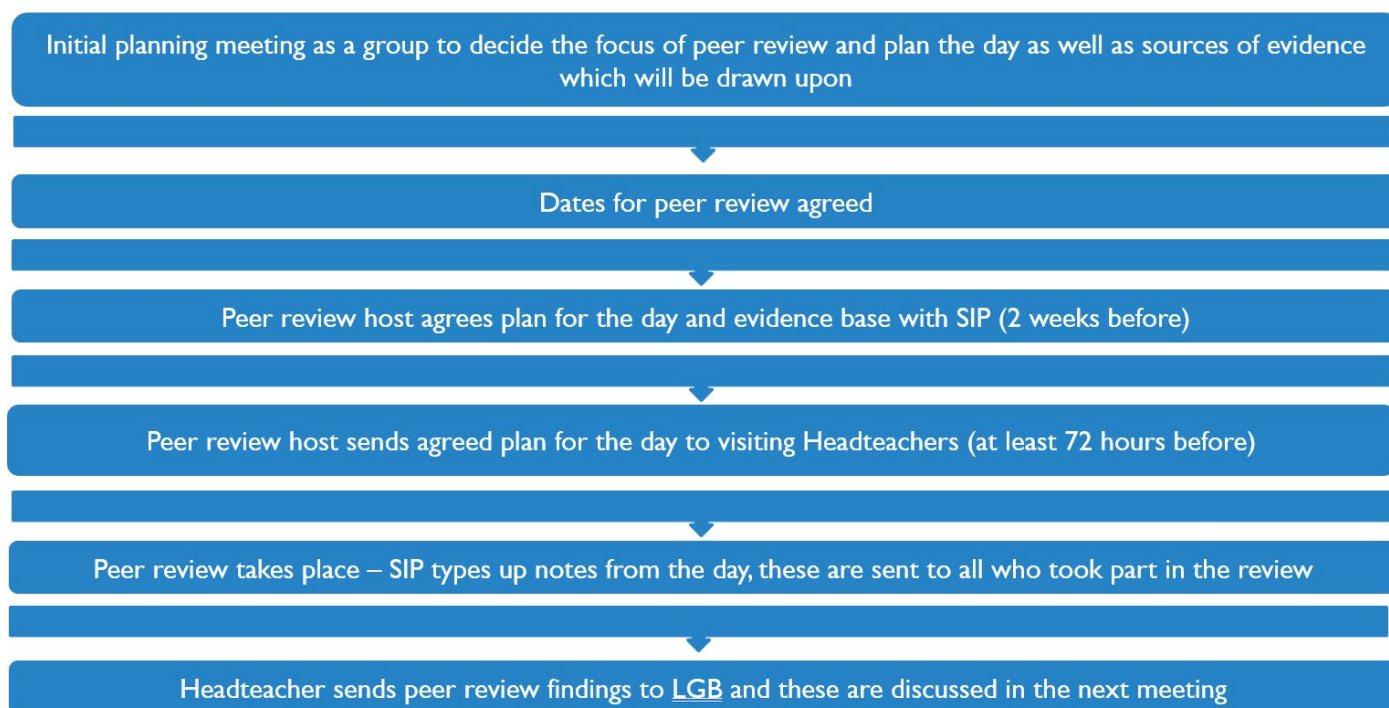 Initial planning meeting as a group to decide the focus of peer review and plan the day as well as sources of evidence
which will be drawn upon
Dates for peer review agreed
Peer review host agrees plan for the day and evidence base with SIP (2 weeks before)
Peer review host sends agreed plan for the day to visiting Headteachers (at least 72 hours before)
Peer review takes place – SIP types up notes from the day, these are sent to all who took part in the review
Headteacher sends peer review findings to LGB and these are discussed in the next meeting